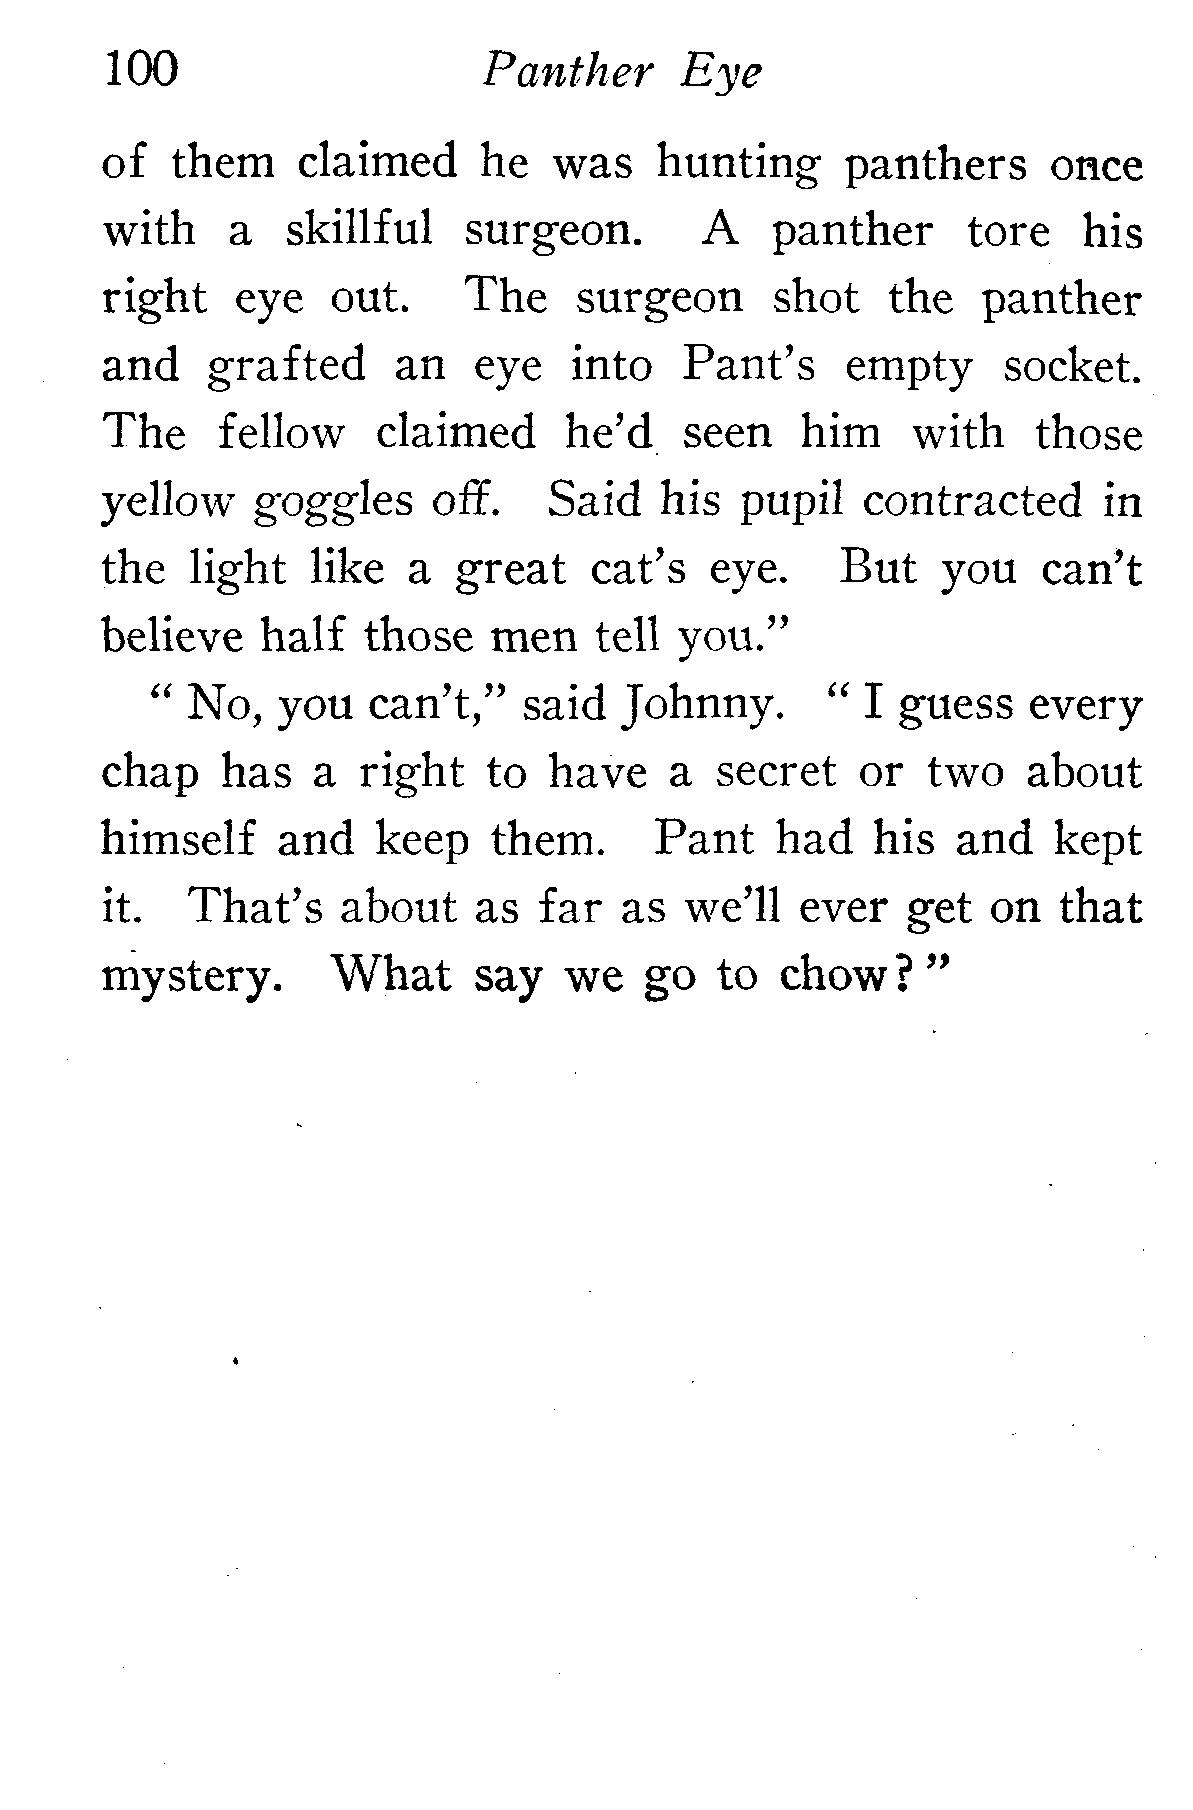 100 Panther Eye
of them claimed he was hunting panthers once
with a skillful surgeon. A panther tore his
right eye out. The surgeon shot the panther
and grafted an eye into Pant's empty socket.
The fellow claimed he'd seen him with those
yellow goggles off. Said his pupil contracted in
the light like a great cat's eye. But you can't
believe half those men tell you."
" No, you can't," said Johnny. " I guess every
chap has a right to have a secret or two about
himself and keep them. Pant had his and kept
it. That's about as far as we'll ever get on that
mystery. What say we go to chow? "